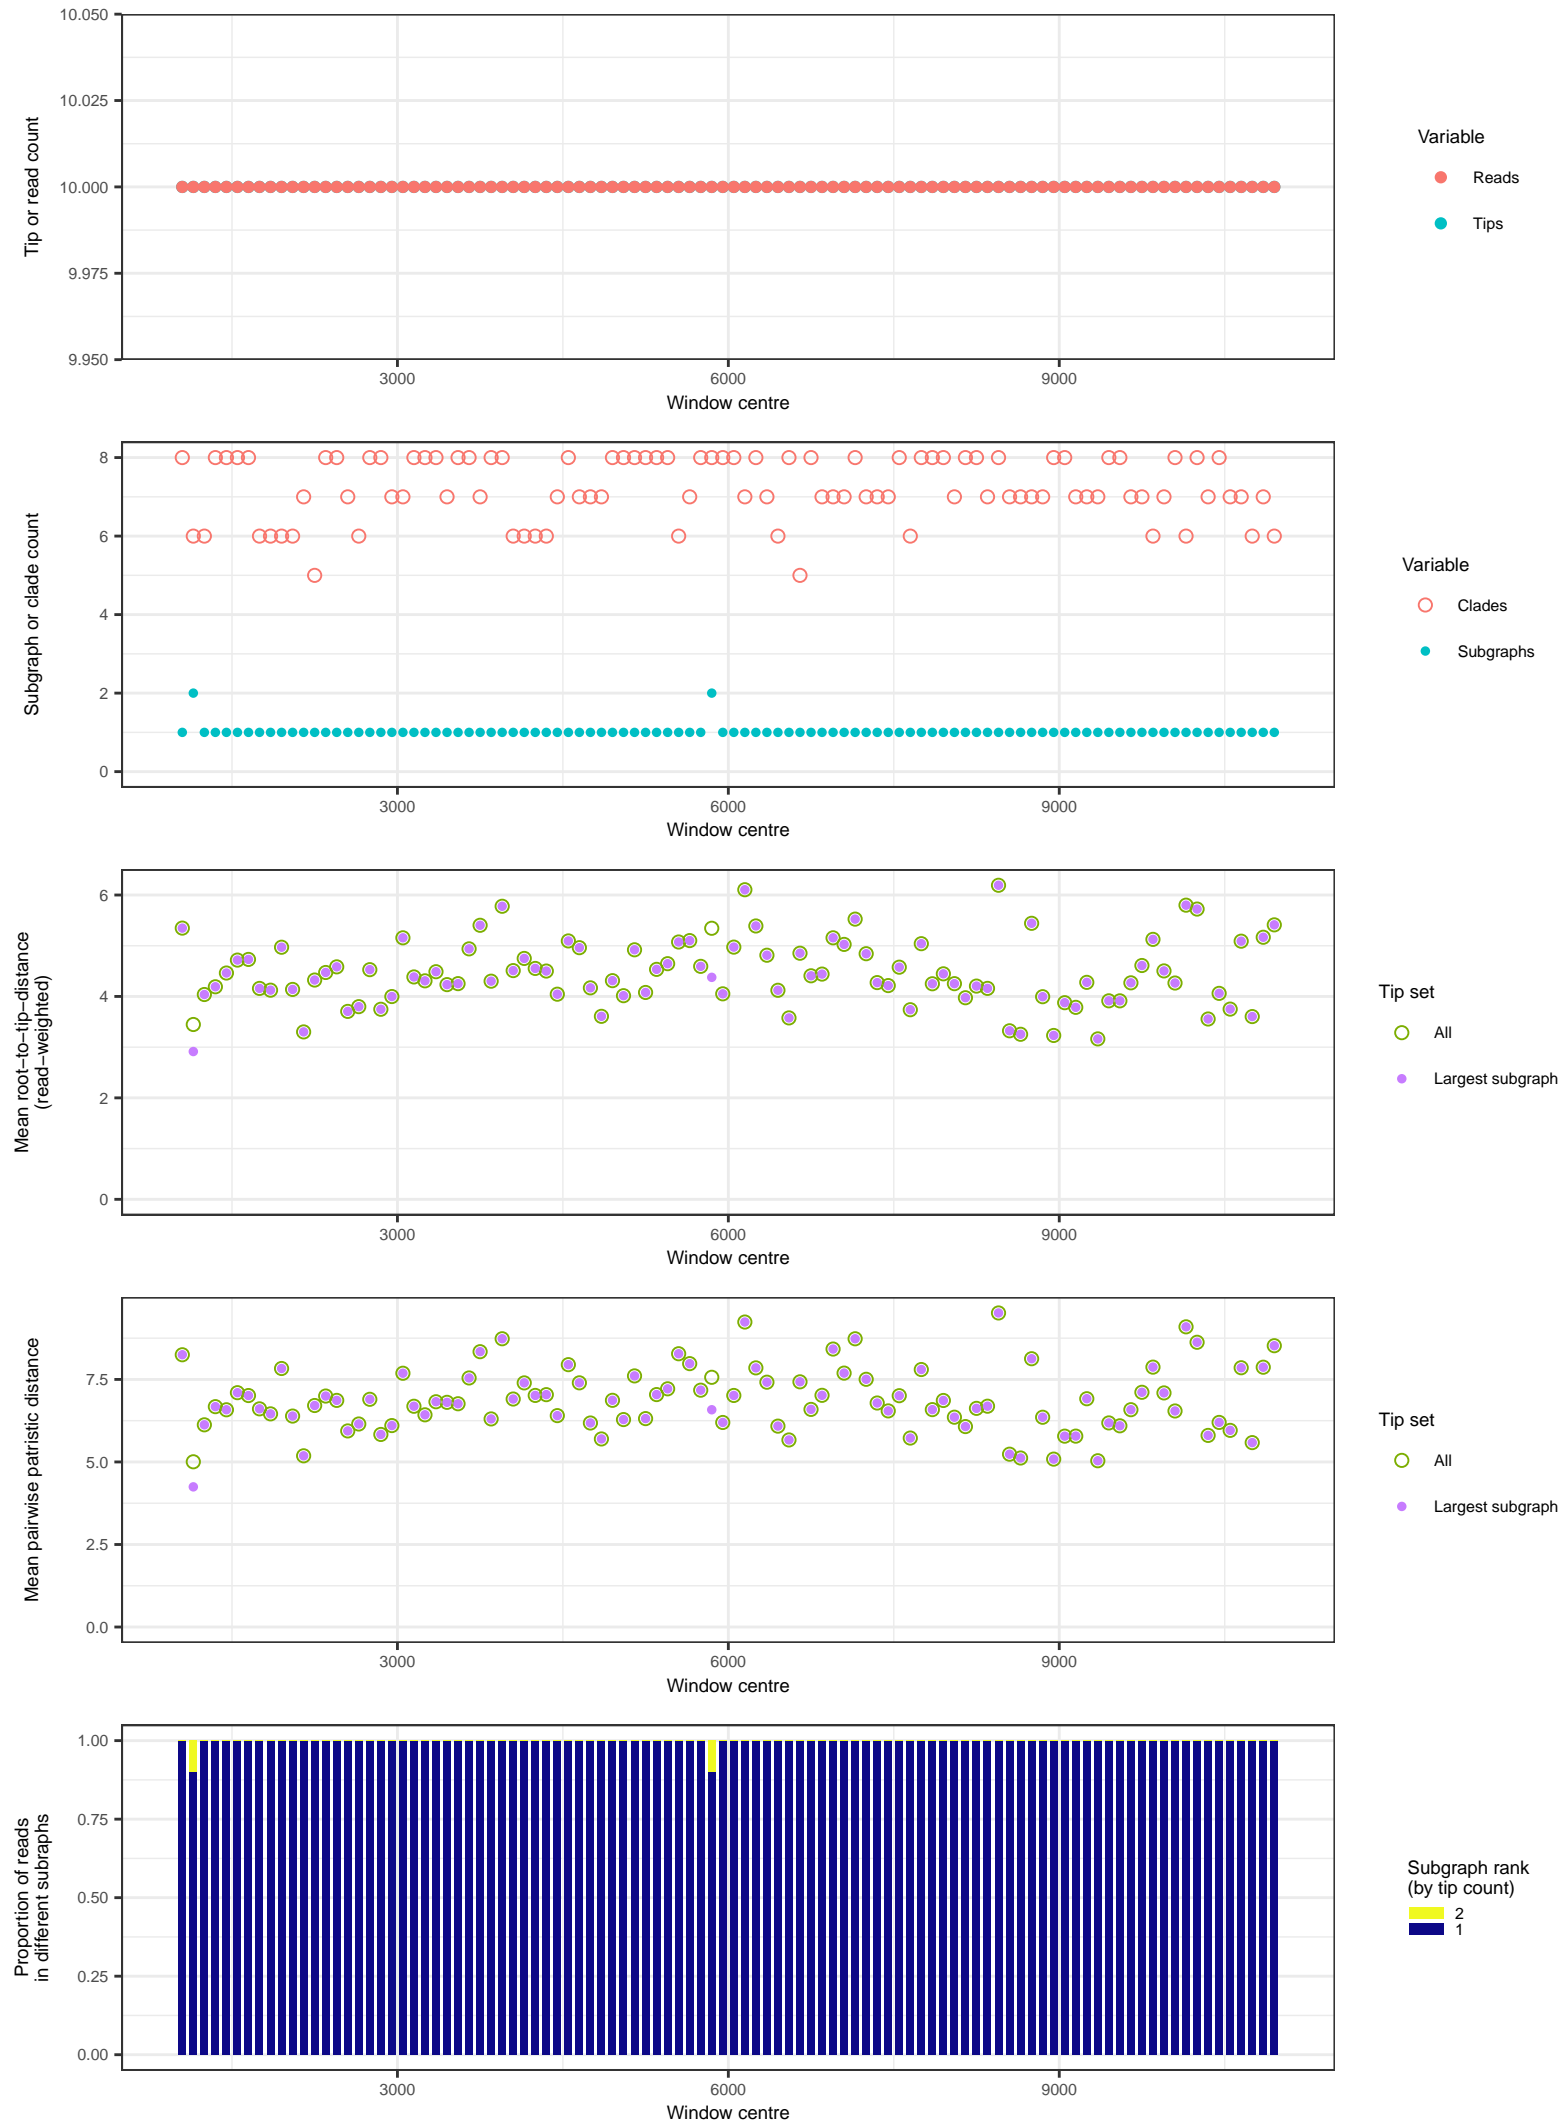 10.050
10.025
10.000
9.975
9.950
Tip or read count
3000 6000 9000
Window centre
Variable
Reads
Tips
8
6
4
2
0
Subgraph or clade count
3000 6000 9000
Window centre
Variable
Clades
Subgraphs
6
4
2
0
Mean root−to−tip−distance
(read−weighted)
3000 6000 9000
Window centre
Tip set
All
Largest subgraph
7.5
5.0
2.5
0.0
Mean pairwise patristic distance
3000 6000 9000
Window centre
Tip set
All
Largest subgraph
1.00
0.75
0.50
0.25
0.00
Proportion of reads
in different subraphs
3000 6000 9000
Window centre
Subgraph rank
(by tip count)
2
1